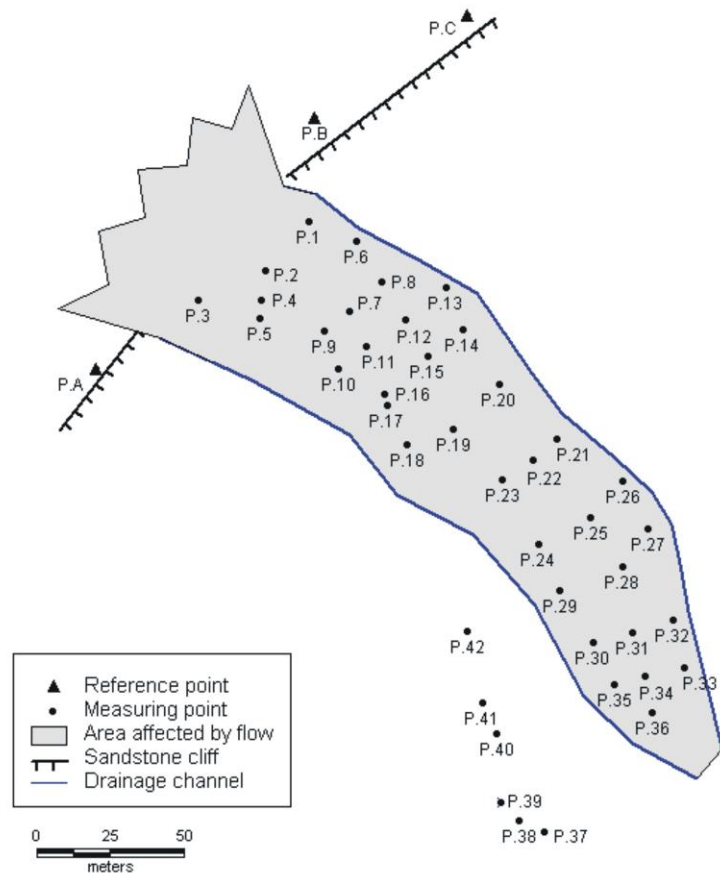 P.C
P.B
P.1
P.6
P.2
P.8
P.13
P.3
P.4
P.7
P.5
P.12
P.14
P.9
P.11
P.15
P.A
P.10
P.16
P.20
P.17
P.19
P.18
P.21
P.22
P.23
P.26
P.25
P.27
P.24
P.28
P.29
P.42
P.32
P.31
P.30
P.33
P.34
P.35
P.36
P.41
P.40
P.39
P.38
P.37
Reference point
Measuring point
Area affected by flow
Sandstone cliff
Drainage channel
0 25 50
meters